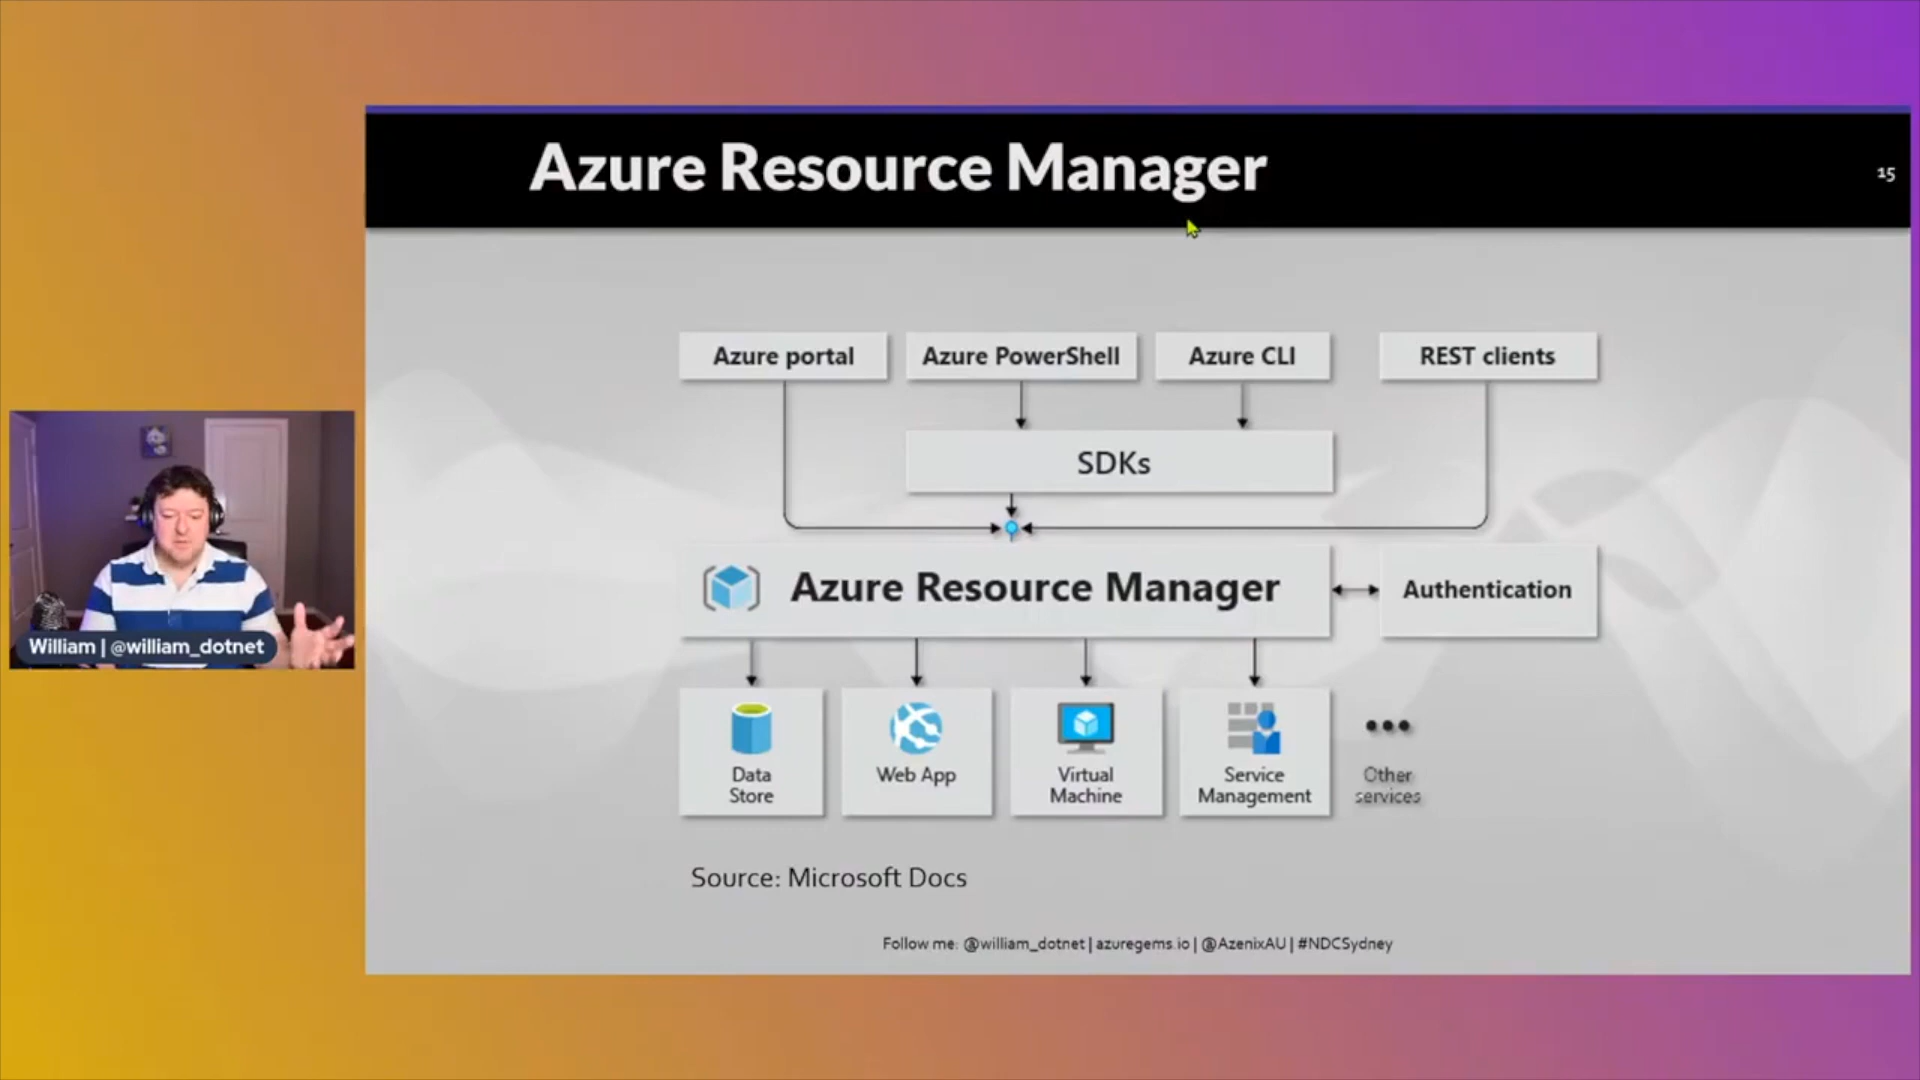 Azure Resource Manager
15
Azure portal
Azure PowerShell
Azure CLI
REST clients
SDKs
Azure Resource Manager
Authentication
Data
Store
Web App
Virtual
Machine
Service
Management
Other
services
Source: Microsoft Docs
Follow me: @william_dotnet | azuregems.io | @AzenixAU | #NDCSydney
William | @william_dotnet